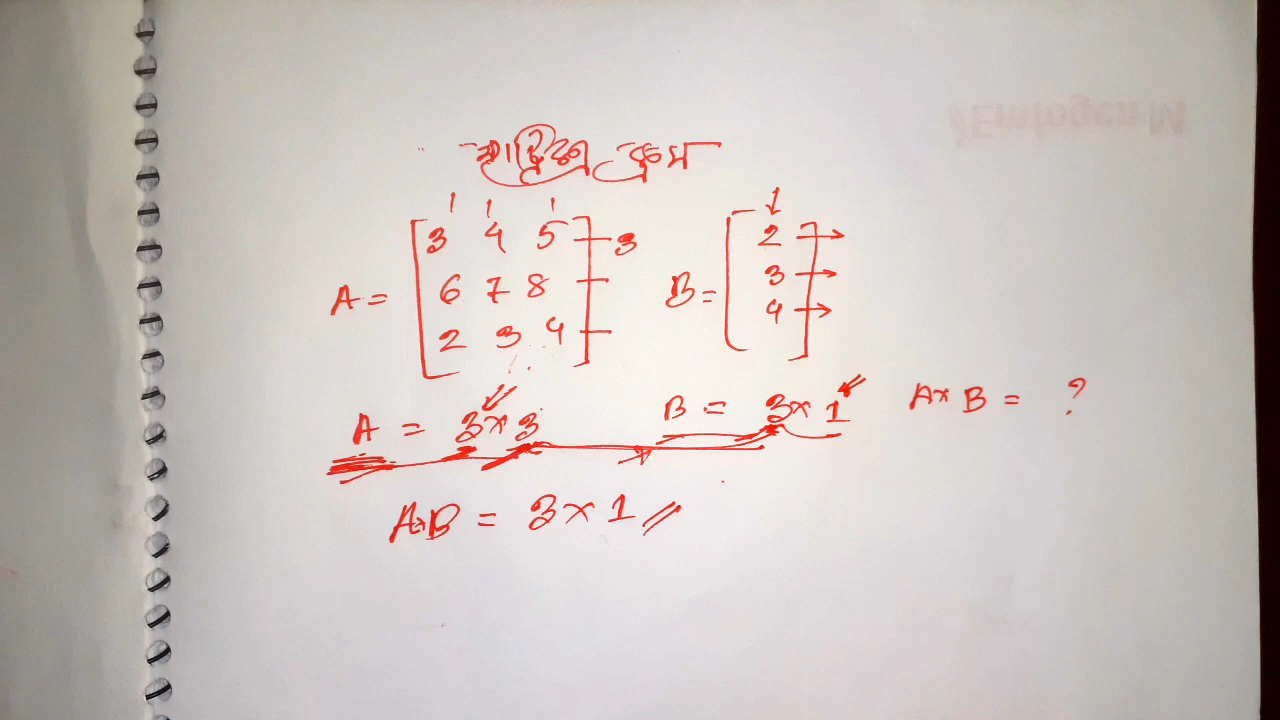 ম্যাট্রিক্স ক্রম
A = [3 4 5] 3 B = [2]
[6 7 8] [3]
[2 3 4] [4]
A = 3×3 B = 3×1 A×B = ?
A×B = 3×1